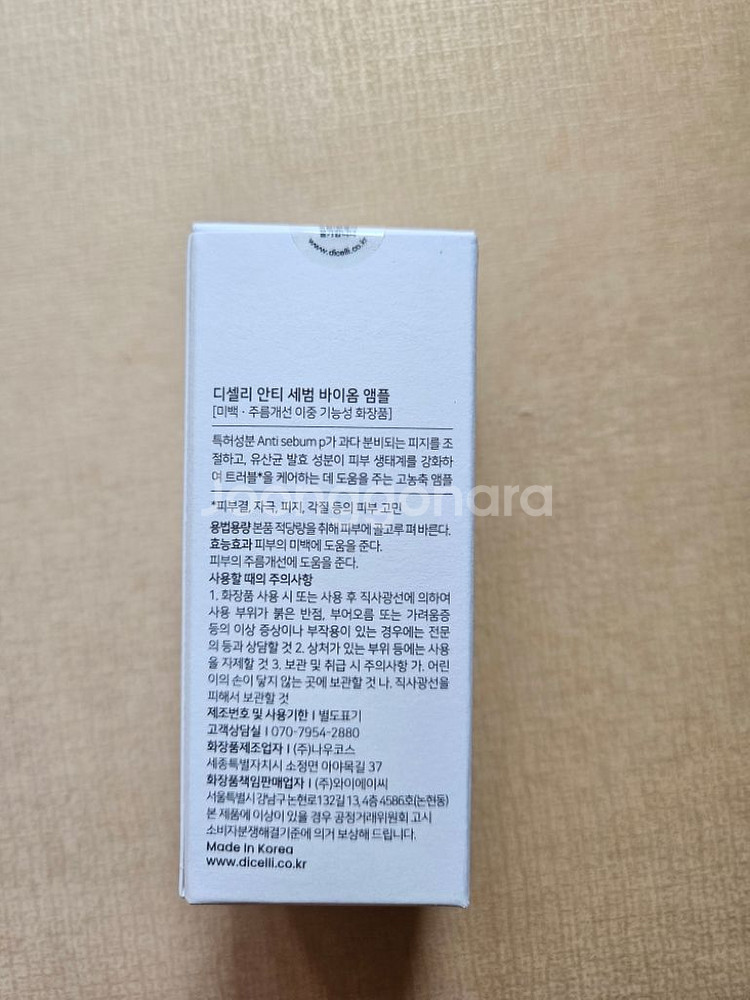 www.dicelli.co.kr
디셀리 안티 세범 바이옴 앰플
[미백 · 주름개선 이중 기능성 화장품]
특허성분 Anti sebum p가 과다 분비되는 피지를 조
절하고, 유산균 발효 성분이 피부 생태계를 강화하
여 트러블*을 케어하는 데 도움을 주는 고농축 앰플
Joonggonara
*피부결, 자극, 피지, 각질 등의 피부 고민
용법용량 본품 적당량을 취해 피부에 골고루 펴 바른다.
효능효과 피부의 미백에 도움을 준다.
피부의 주름개선에 도움을 준다.
사용할 때의 주의사항
1. 화장품 사용 시 또는 사용 후 직사광선에 의하여
사용 부위가 붉은 반점, 부어오름 또는 가려움증
등의 이상 증상이나 부작용이 있는 경우에는 전문
의 등과 상담할 것 2. 상처가 있는 부위 등에는 사용
을 자제할 것 3. 보관 및 취급 시 주의사항 가. 어린
이의 손이 닿지 않는 곳에 보관할 것 나. 직사광선을
피해서 보관할 것
제조번호 및 사용기한 | 별도표기
고객상담실 | 070-7954-2880
화장품제조업자 | (주)나우코스
세종특별자치시 소정면 아야목길 37
화장품책임판매업자 | (주)와이에이씨
서울특별시 강남구 논현로132길 13, 4층 4586호(논현동)
본 제품에 이상이 있을 경우 공정거래위원회 고시
소비자분쟁해결기준에 의거 보상해 드립니다.
Made In Korea
www.dicelli.co.kr